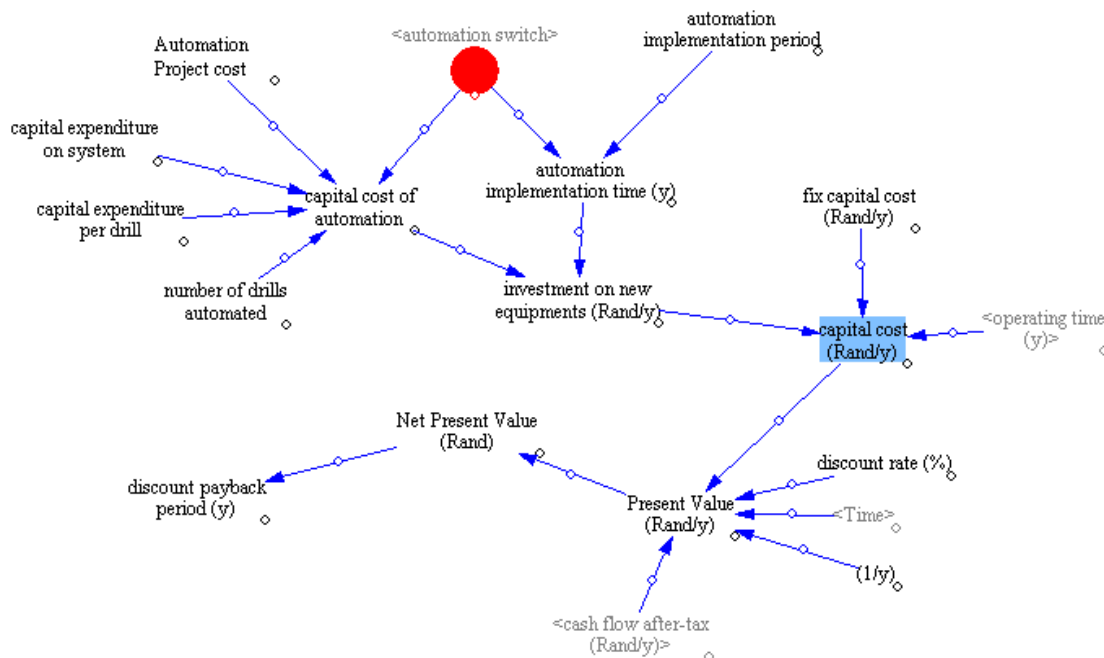 <automation switch>
automation
implementation period
Automation
Project cost
capital expenditure
on system
capital expenditure
per drill
number of drills
automated
capital cost of
automation
automation
implementation time (y)
investment on new
equipments (Rand/y)
fix capital cost
(Rand/y)
capital cost
(Rand/y)
<operating time
(y)>
Net Present Value
(Rand)
discount payback
period (y)
Present Value
(Rand/y)
discount rate (%)
<Time>
(1/y)
<cash flow after-tax
(Rand/y)>